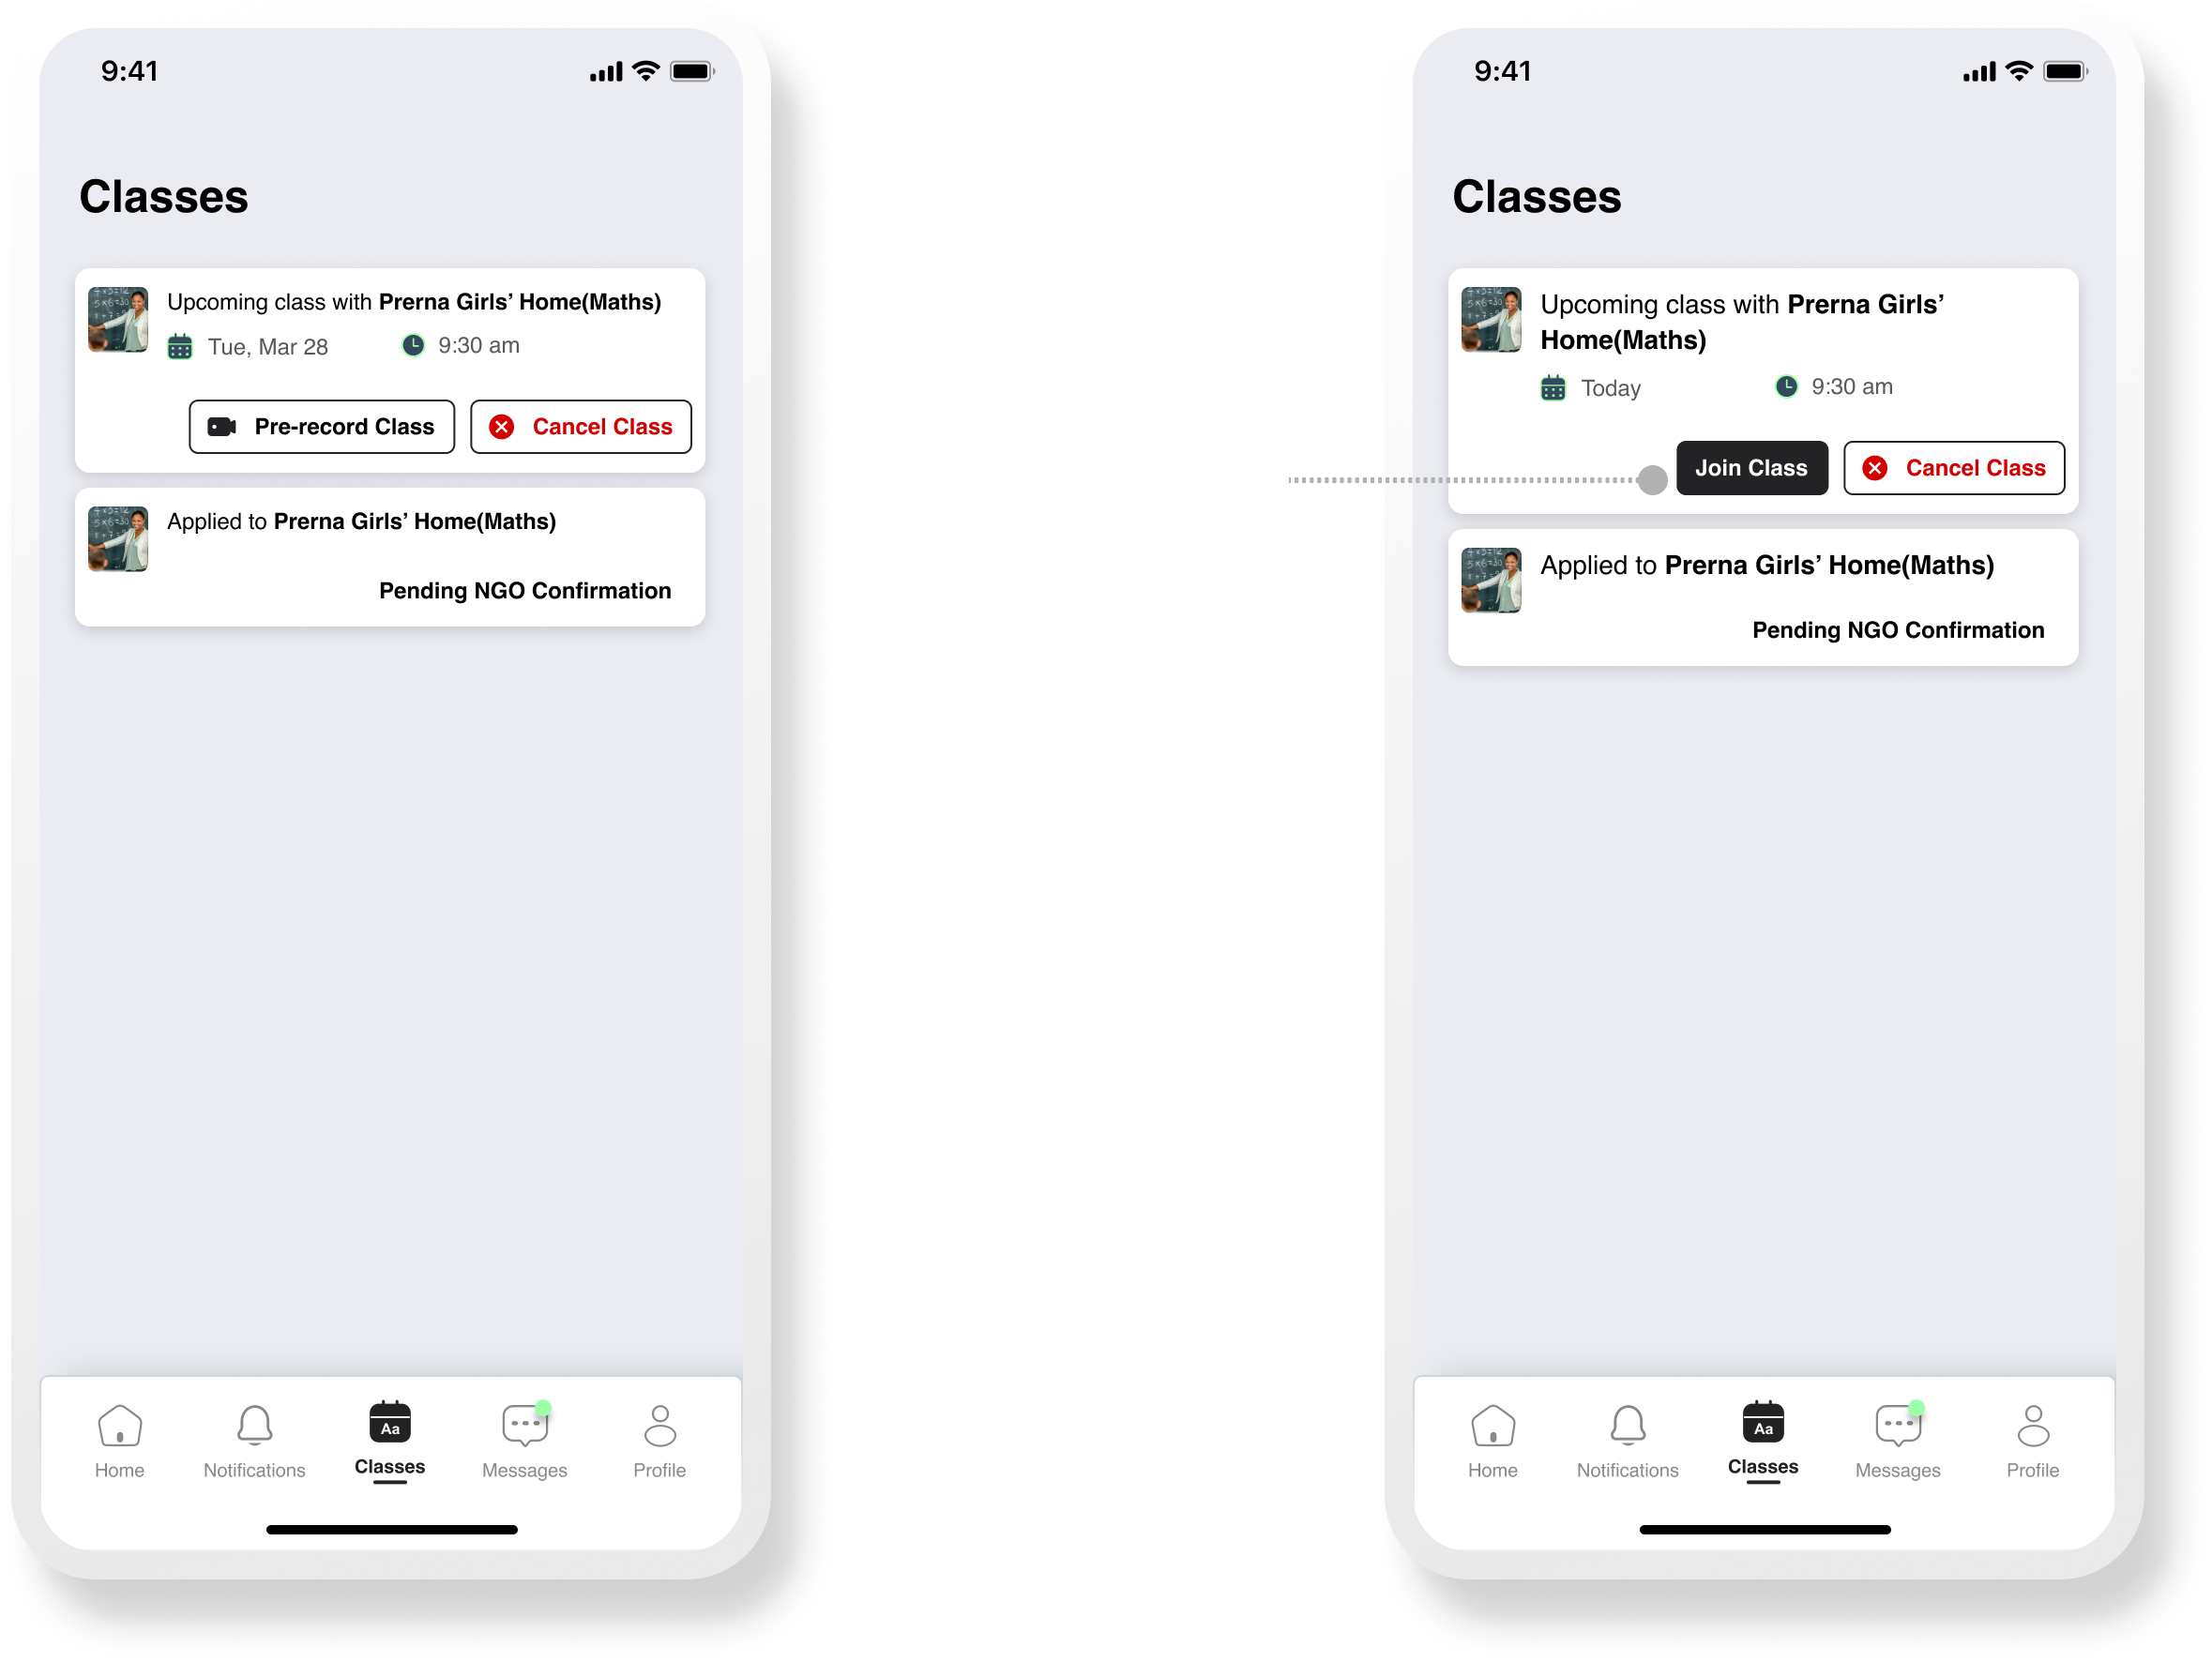 9:41
Classes
Upcoming class with Prerna Girls’ Home(Maths)
Tue, Mar 28
9:30 am
Pre-record Class
Cancel Class
Applied to Prerna Girls’ Home(Maths)
Pending NGO Confirmation
Aa
Home
Notifications
Classes
Messages
Profile
9:41
Classes
Upcoming class with Prerna Girls’
Home(Maths)
Today
9:30 am
Join Class
Cancel Class
Applied to Prerna Girls’ Home(Maths)
Pending NGO Confirmation
Aa
Home
Notifications
Classes
Messages
Profile